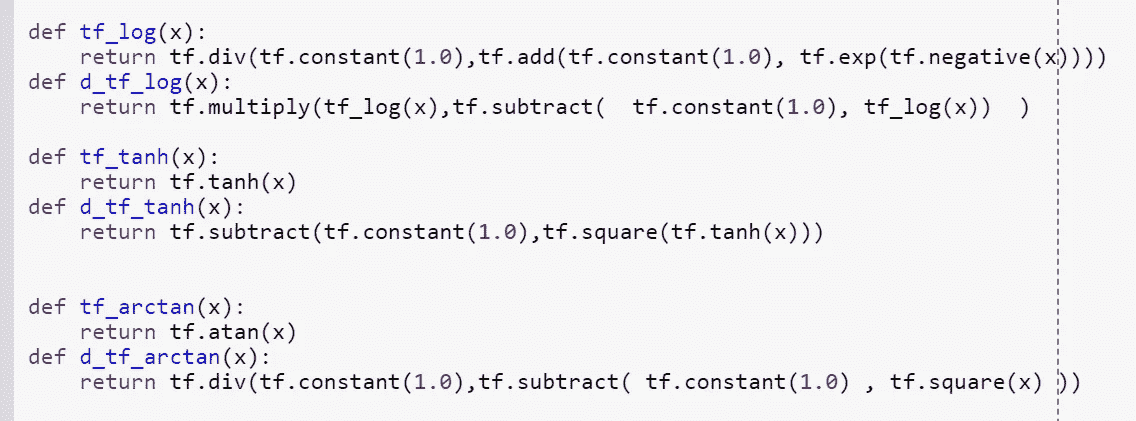 def tf_log(x):
    return tf.div(tf.constant(1.0),tf.add(tf.constant(1.0), tf.exp(tf.negative(x))))
def d_tf_log(x):
    return tf.multiply(tf_log(x),tf.subtract(  tf.constant(1.0), tf_log(x))  )
def tf_tanh(x):
    return tf.tanh(x)
def d_tf_tanh(x):
    return tf.subtract(tf.constant(1.0),tf.square(tf.tanh(x)))
def tf_arctan(x):
    return tf.atan(x)
def d_tf_arctan(x):
    return tf.div(tf.constant(1.0),tf.subtract( tf.constant(1.0) , tf.square(x) ))